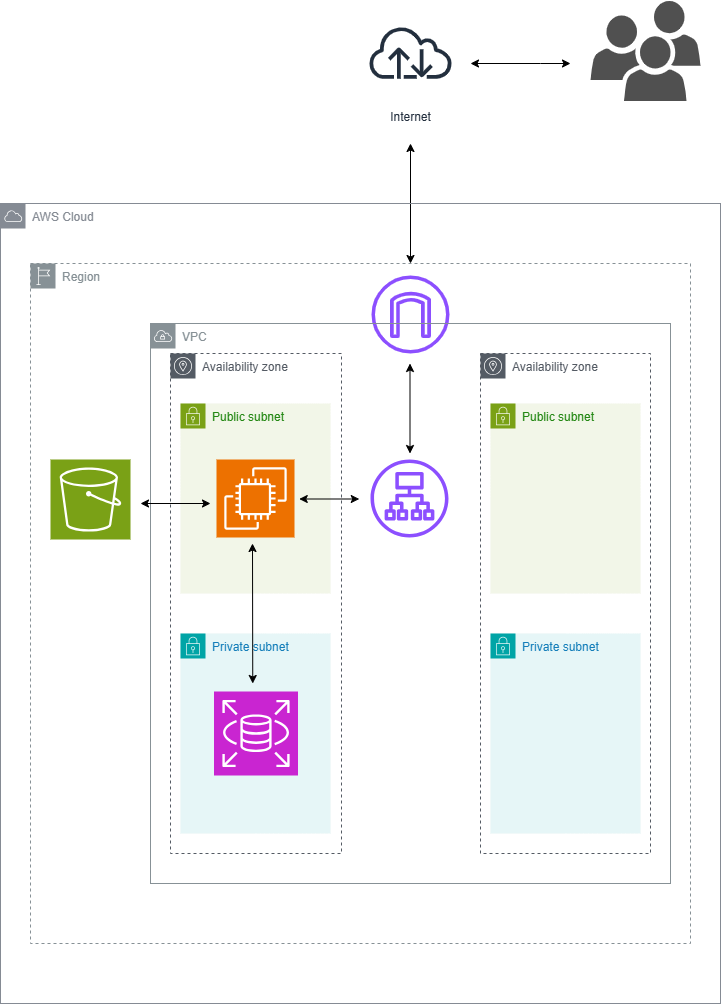 Internet
AWS Cloud
Region
VPC
Availability zone
Availability zone
Public subnet
Public subnet
Private subnet
Private subnet